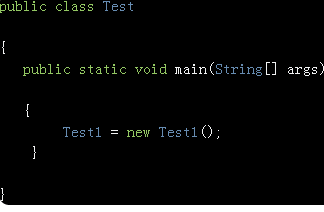 public class Test
{
public static void main(String[] args)
{
Test1 = new Test1();
}
}